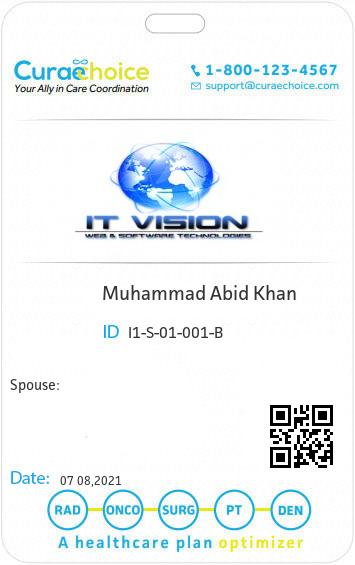 Curaechoice
Your Ally in Care Coordination
1-800-123-4567
support@curaechoice.com
IT VISION
WEB & SOFTWARE TECHNOLOGIES
Muhammad Abid Khan
ID I1-S-01-001-B
Spouse:
Date: 07 08,2021
RAD ONCO SURG PT DEN
A healthcare plan optimizer